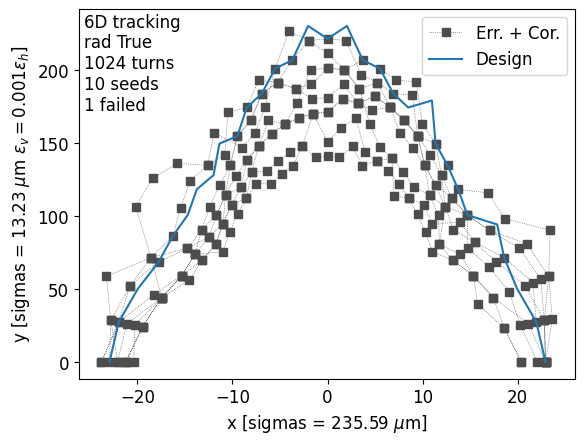 6D tracking
rad True
1024 turns
10 seeds
1 failed
Err. + Cor.
Design
y [sigmas = 13.23 μm εᵥ = 0.001εₕ]
200
150
100
50
0
−20
−10
0
10
20
x [sigmas = 235.59 μm]